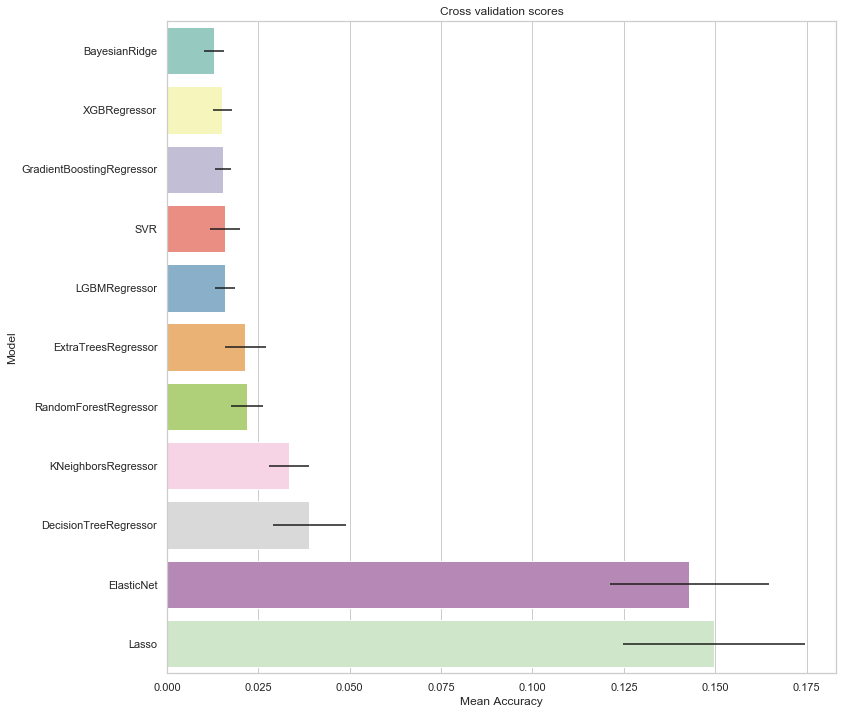 Cross validation scores
BayesianRidge
XGBRegressor
GradientBoostingRegressor
SVR
LGBMRegressor
ExtraTreesRegressor
RandomForestRegressor
KNeighborsRegressor
DecisionTreeRegressor
ElasticNet
Lasso
Model
0.000 0.025 0.050 0.075 0.100 0.125 0.150 0.175
Mean Accuracy